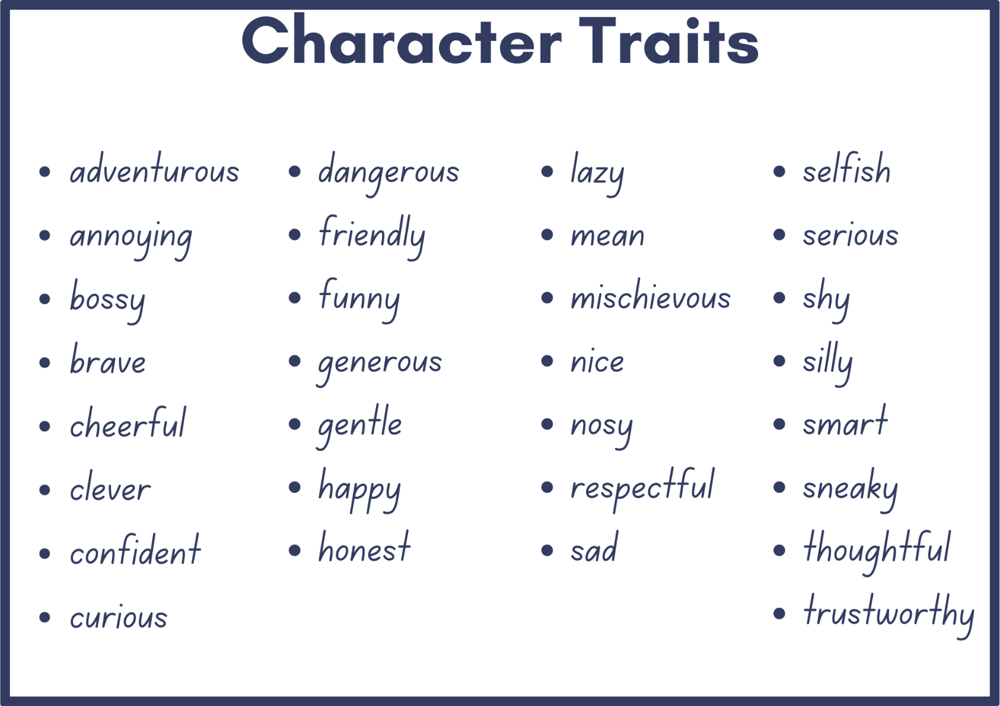 Character Traits
adventurous
annoying
bossy
brave
cheerful
clever
confident
curious
dangerous
friendly
funny
generous
gentle
happy
honest
lazy
mean
mischievous
nice
nosy
respectful
sad
selfish
serious
shy
silly
smart
sneaky
thoughtful
trustworthy